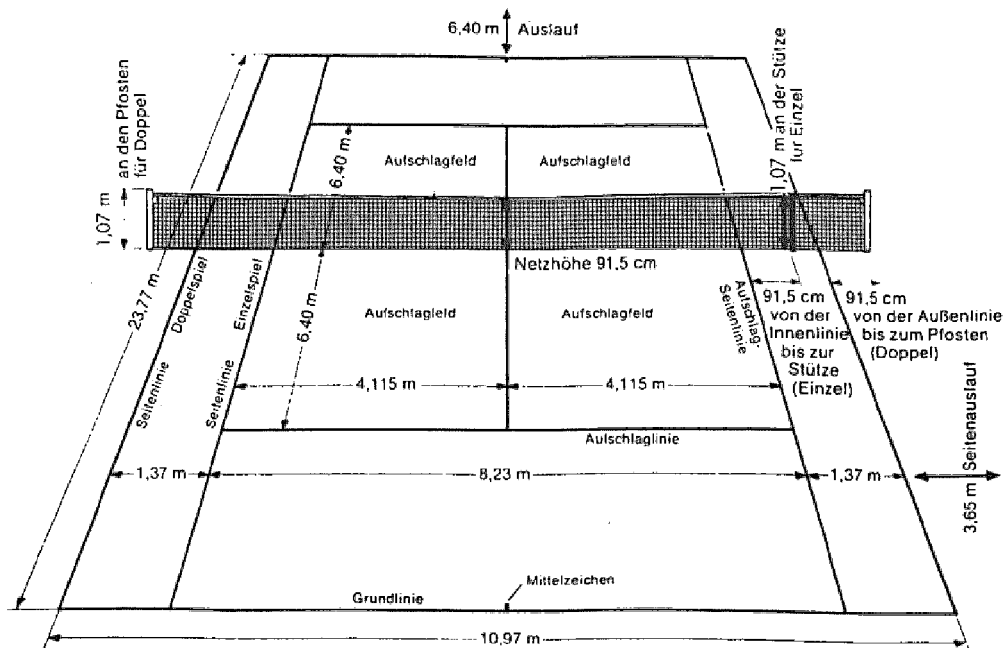 6,40 m Auslauf
an den Pfosten
für Doppel
1,07 m an der Stütze
fur Einzel
6,40 m
Aufschlagfeld Aufschlagfeld
1,07 m
Netzhöhe 91,5 cm
23,77 m
Doppelspiel
Einzelspiel
6,40 m
Aufschlagfeld Aufschlagfeld
Aufschlag-
Seitenlinie
91,5 cm
von der
Innenlinie
bis zur
Stütze
(Einzel)
91,5 cm
von der Außenlinie
bis zum Pfosten
(Doppel)
Seitenlinie
Seitenlinie
4,115 m 4,115 m
Aufschlaglinie
1,37 m 8,23 m 1,37 m
3,65 m Seitenauslauf
Mittelzeichen
Grundlinie
10,97 m